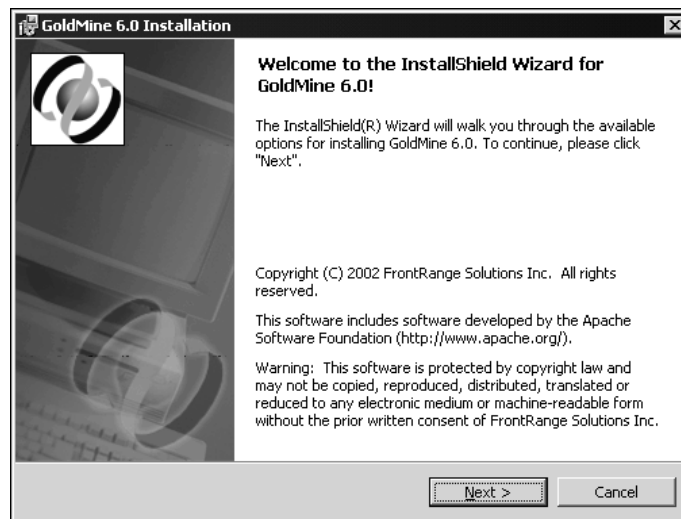 GoldMine 6.0 Installation
Welcome to the InstallShield Wizard for
GoldMine 6.0!
The InstallShield(R) Wizard will walk you through the available
options for installing GoldMine 6.0. To continue, please click
"Next".
Copyright (C) 2002 FrontRange Solutions Inc.  All rights
reserved.
This software includes software developed by the Apache
Software Foundation (http://www.apache.org/).
Warning:  This software is protected by copyright law and
may not be copied, reproduced, distributed, translated or
reduced to any electronic medium or machine-readable form
without the prior written consent of FrontRange Solutions Inc.
Next >
Cancel